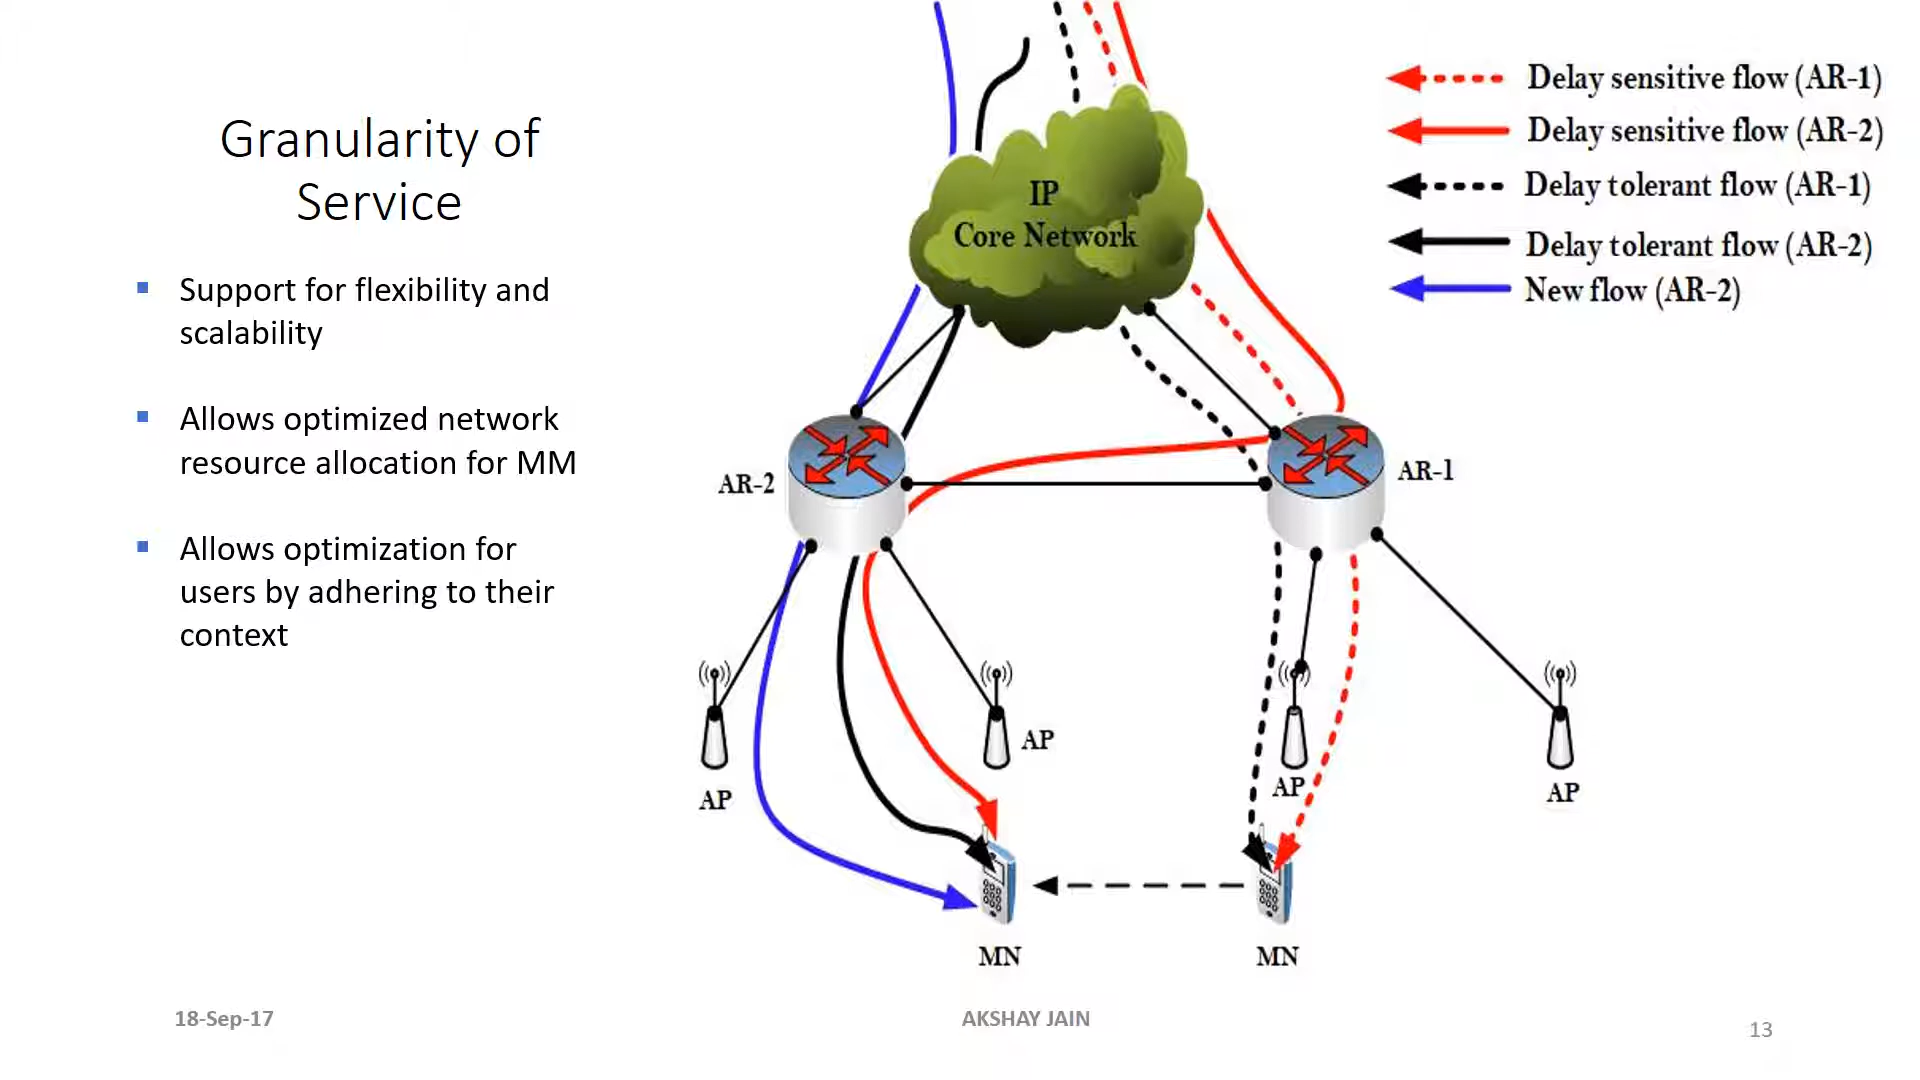 Granularity of
Service
Support for flexibility and
scalability
Allows optimized network
resource allocation for MM
Allows optimization for
users by adhering to their
context
Delay sensitive flow (AR-1)
Delay sensitive flow (AR-2)
Delay tolerant flow (AR-1)
Delay tolerant flow (AR-2)
New flow (AR-2)
IP
Core Network
AR-2
AR-1
AP
AP
AP
AP
MN
MN
18-Sep-17
AKSHAY JAIN
13